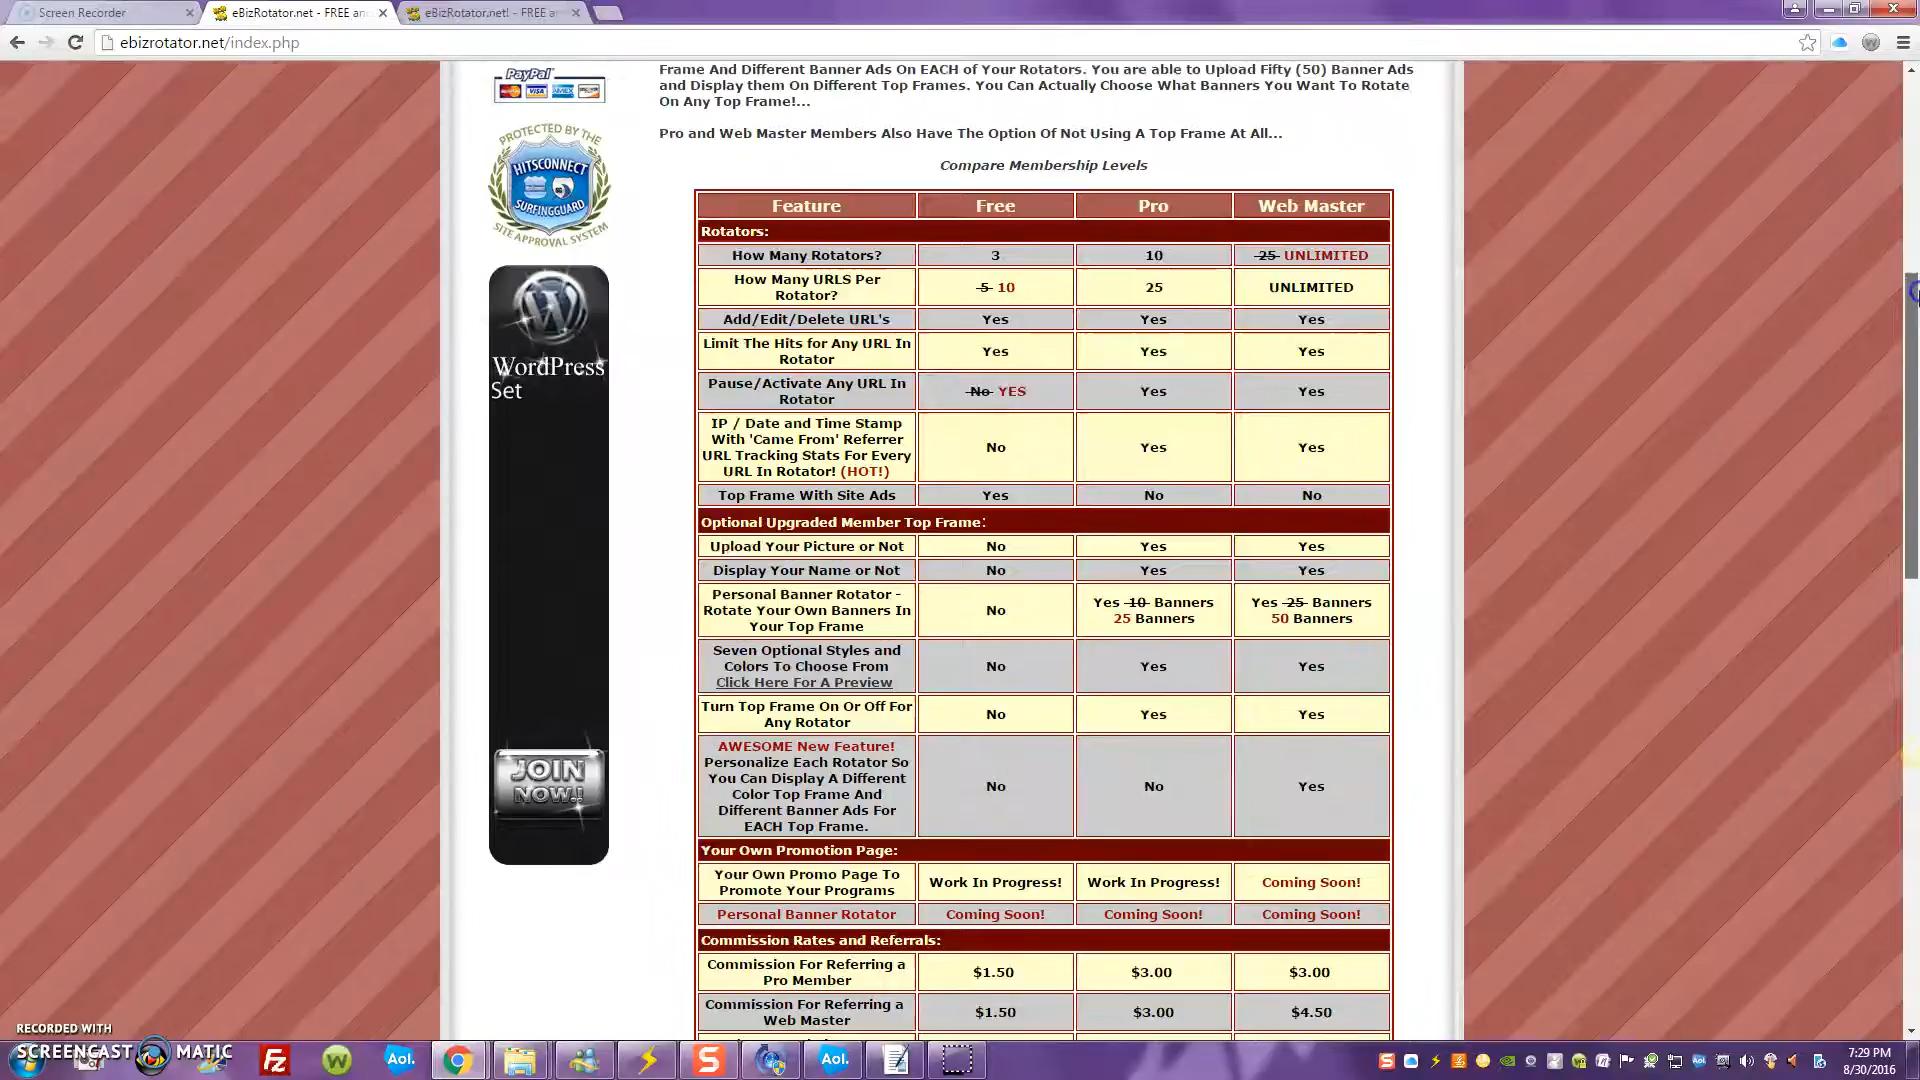 Screen Recorder
eBizRotator.net - FREE an
eBizRotator.net! - FREE a
ebizrotator.net/index.php
PayPal
VISA
AMEX
DISCOVER
PROTECTED BY THE
HITSCONNECT
SURFINGGUARD
SITE APPROVAL SYSTEM
WordPress
Set
JOIN
NOW.!
Frame And Different Banner Ads On EACH of Your Rotators. You are able to Upload Fifty (50) Banner Ads
and Display them On Different Top Frames. You Can Actually Choose What Banners You Want To Rotate
On Any Top Frame!...
Pro and Web Master Members Also Have The Option Of Not Using A Top Frame At All...
Compare Membership Levels
Feature Free Pro Web Master
Rotators:
How Many Rotators? 3 10 25 UNLIMITED
How Many URLS Per
Rotator? 5 10 25 UNLIMITED
Add/Edit/Delete URL's Yes Yes Yes
Limit The Hits for Any URL In
Rotator Yes Yes Yes
Pause/Activate Any URL In
Rotator No YES Yes Yes
IP / Date and Time Stamp
With 'Came From' Referrer
URL Tracking Stats For Every
URL In Rotator! (HOT!) No Yes Yes
Top Frame With Site Ads Yes No No
Optional Upgraded Member Top Frame:
Upload Your Picture or Not No Yes Yes
Display Your Name or Not No Yes Yes
Personal Banner Rotator -
Rotate Your Own Banners In
Your Top Frame No Yes 10 Banners
25 Banners Yes 25 Banners
50 Banners
Seven Optional Styles and
Colors To Choose From
Click Here For A Preview No Yes Yes
Turn Top Frame On Or Off For
Any Rotator No Yes Yes
AWESOME New Feature!
Personalize Each Rotator So
You Can Display A Different
Color Top Frame And
Different Banner Ads For
EACH Top Frame. No No Yes
Your Own Promotion Page:
Your Own Promo Page To
Promote Your Programs Work In Progress! Work In Progress! Coming Soon!
Personal Banner Rotator Coming Soon! Coming Soon! Coming Soon!
Commission Rates and Referrals:
Commission For Referring a
Pro Member $1.50 $3.00 $3.00
Commission For Referring a
Web Master $1.50 $3.00 $4.50
RECORDED WITH
SCREENCAST MATIC
Fz
W
Aol.
S
Aol.
7:29 PM
8/30/2016